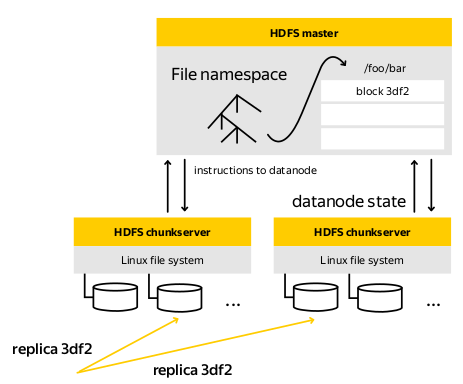 HDFS master
File namespace
/foo/bar
block 3df2
instructions to datanode
datanode state
HDFS chunkserver
HDFS chunkserver
Linux file system
Linux file system
...
...
replica 3df2
replica 3df2